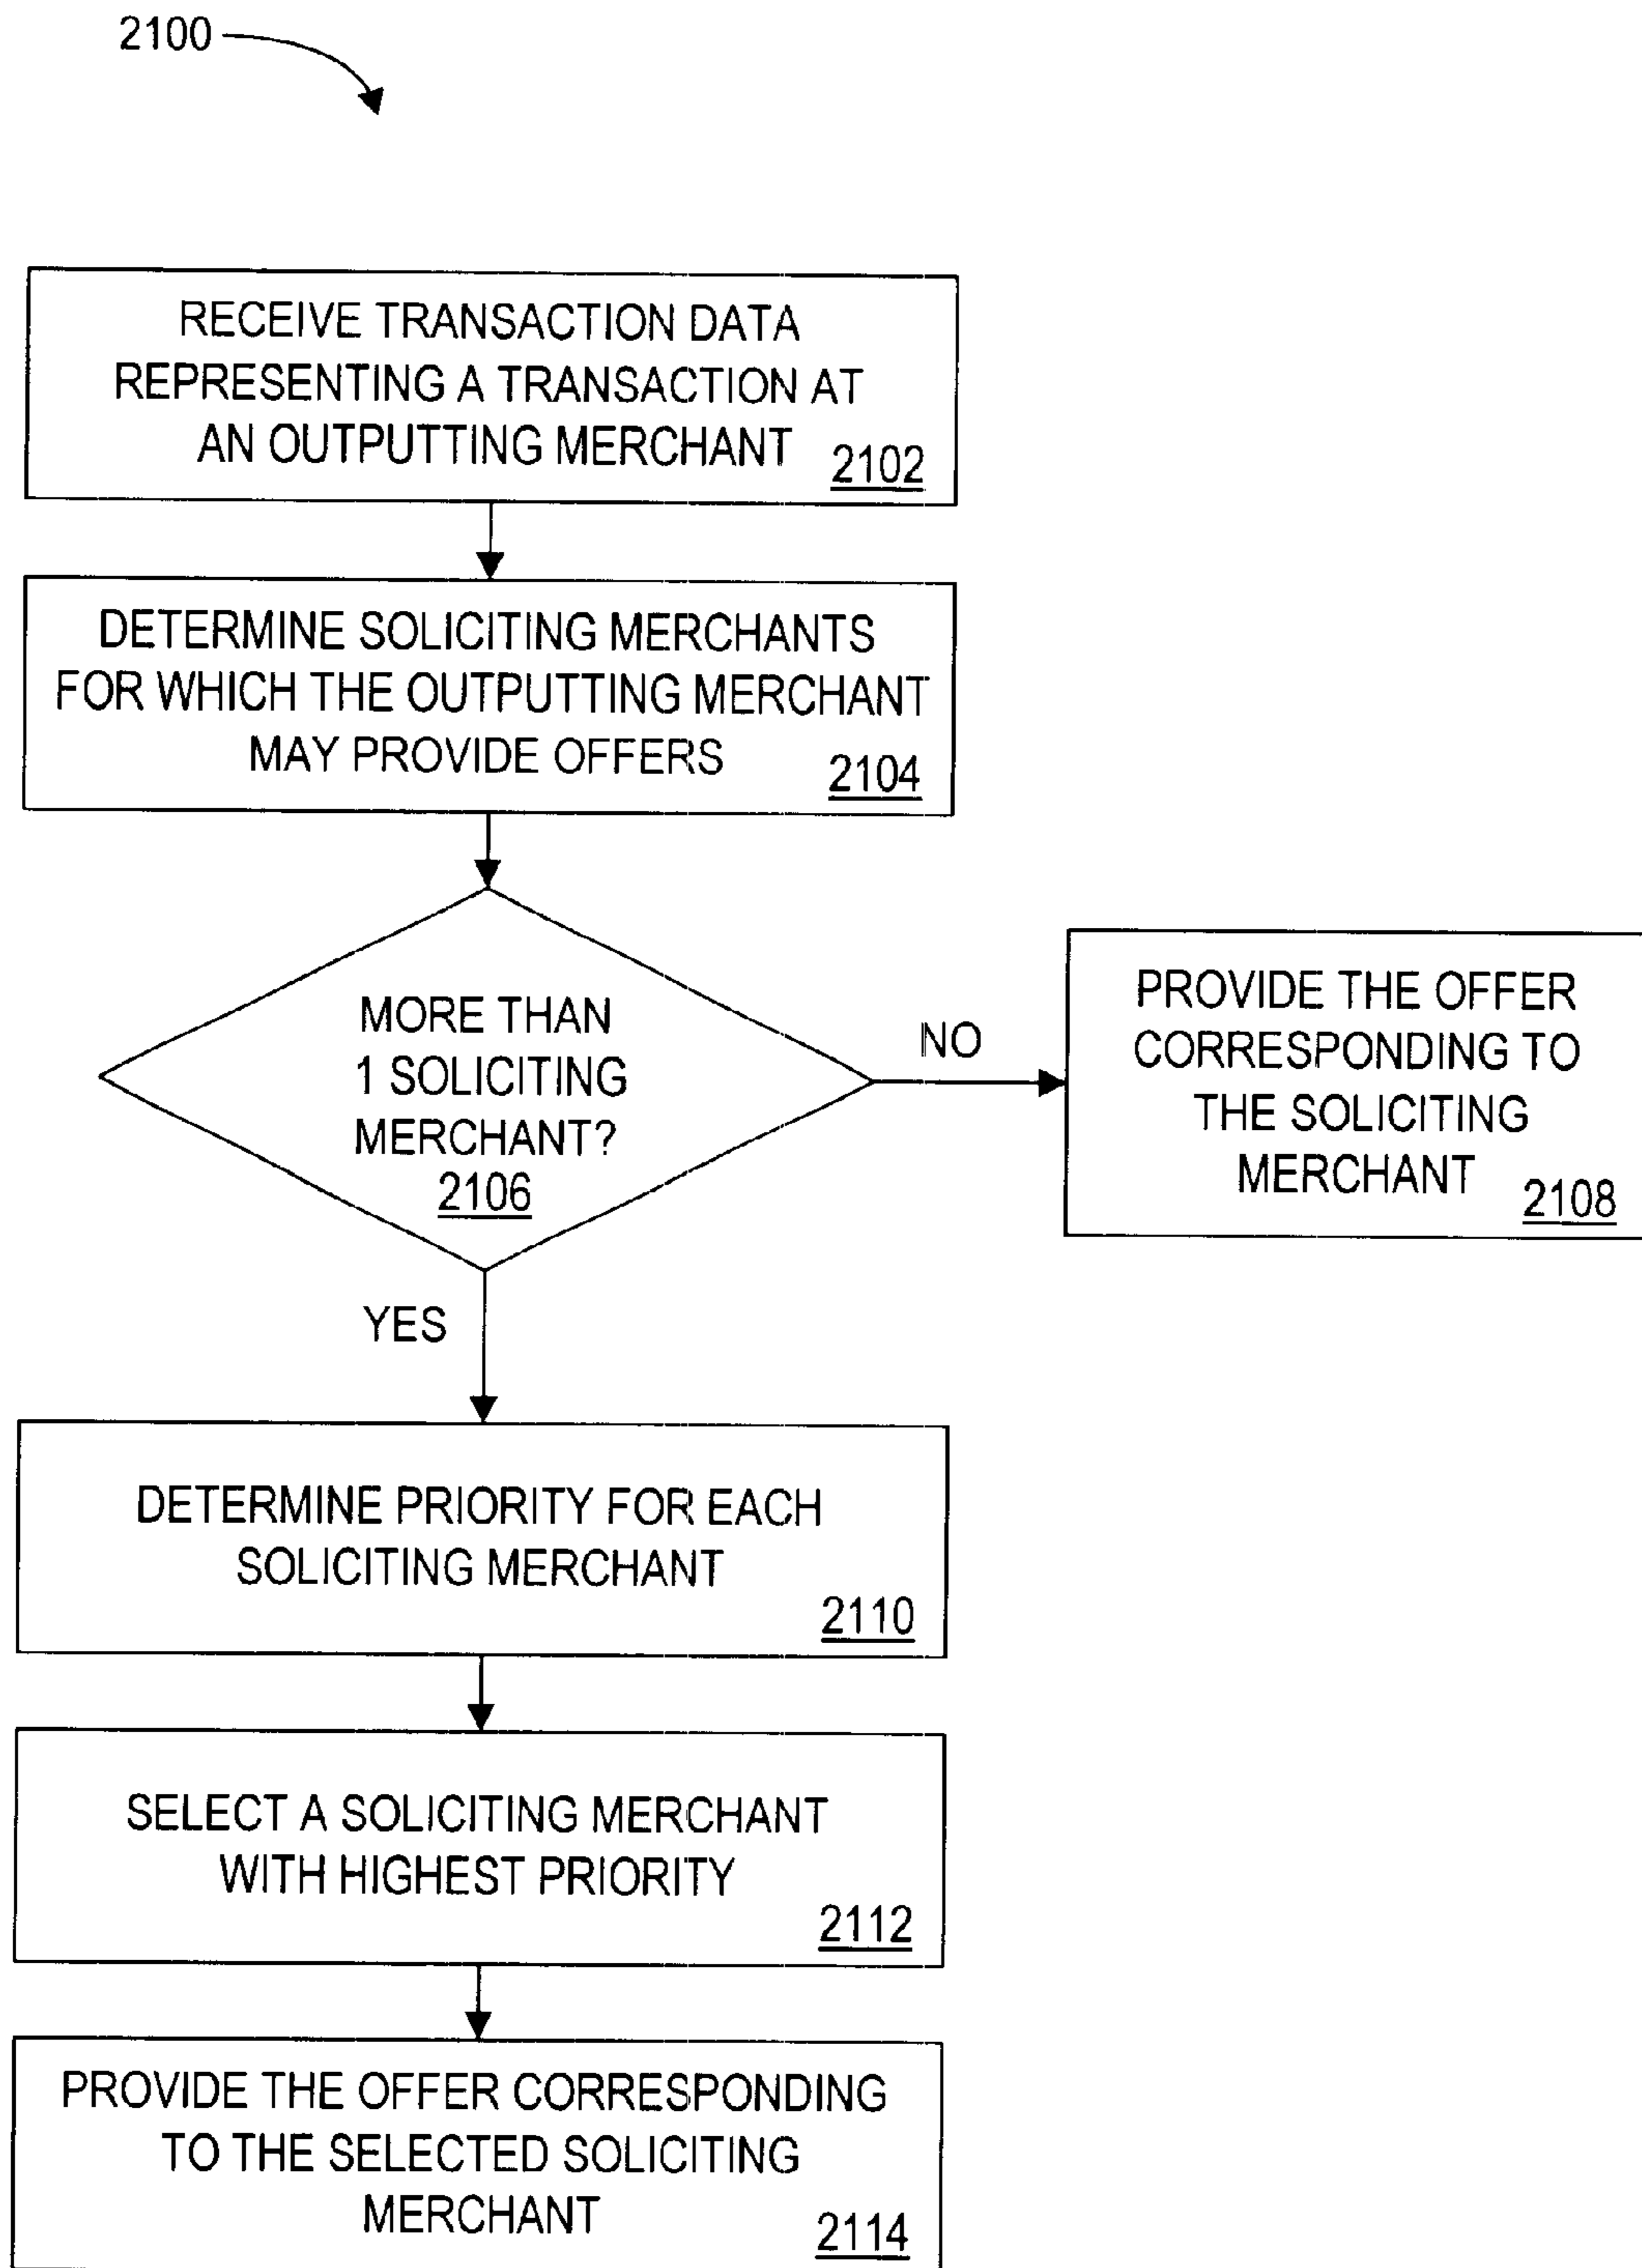 2100
RECEIVE TRANSACTION DATA
REPRESENTING A TRANSACTION AT
AN OUTPUTTING MERCHANT 2102
DETERMINE SOLICITING MERCHANTS
FOR WHICH THE OUTPUTTING MERCHANT
MAY PROVIDE OFFERS 2104
MORE THAN
1 SOLICITING
MERCHANT?
2106
NO
PROVIDE THE OFFER
CORRESPONDING TO
THE SOLICITING
MERCHANT 2108
YES
DETERMINE PRIORITY FOR EACH
SOLICITING MERCHANT
2110
SELECT A SOLICITING MERCHANT
WITH HIGHEST PRIORITY
2112
PROVIDE THE OFFER CORRESPONDING
TO THE SELECTED SOLICITING
MERCHANT 2114